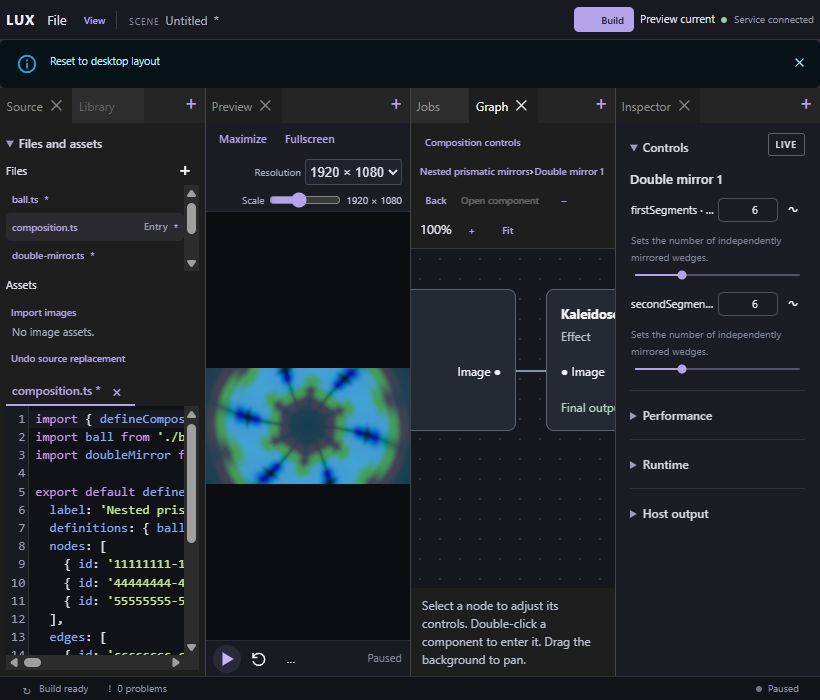 LUX File View SCENE Untitled * Build Preview current Service connected
Reset to desktop layout
Source Library +
Files and assets
Files +
ball.ts *
composition.ts Entry *
double-mirror.ts *
Assets
Import images
No image assets.
Undo source replacement
composition.ts *
1 import { defineCompos
2 import ball from './b
3 import doubleMirror f
4
5 export default define
6 label: 'Nested pris
7 definitions: { ball
8 nodes: [
9 { id: '11111111-1
10 { id: '44444444-4
11 { id: '55555555-5
12 ],
13 edges: [
Preview +
Maximize Fullscreen
Resolution 1920 × 1080
Scale 1920 × 1080
... Paused
Jobs Graph +
Composition controls
Nested prismatic mirrors›Double mirror 1
Back Open component −
100% + Fit
Image
Kaleidosc
Effect
Image
Final outpu
Select a node to adjust its
controls. Double-click a
component to enter it. Drag the
background to pan.
Inspector +
Controls LIVE
Double mirror 1
firstSegments · ... 6
Sets the number of independently
mirrored wedges.
secondSegmen... 6
Sets the number of independently
mirrored wedges.
Performance
Runtime
Host output
Build ready ! 0 problems Paused